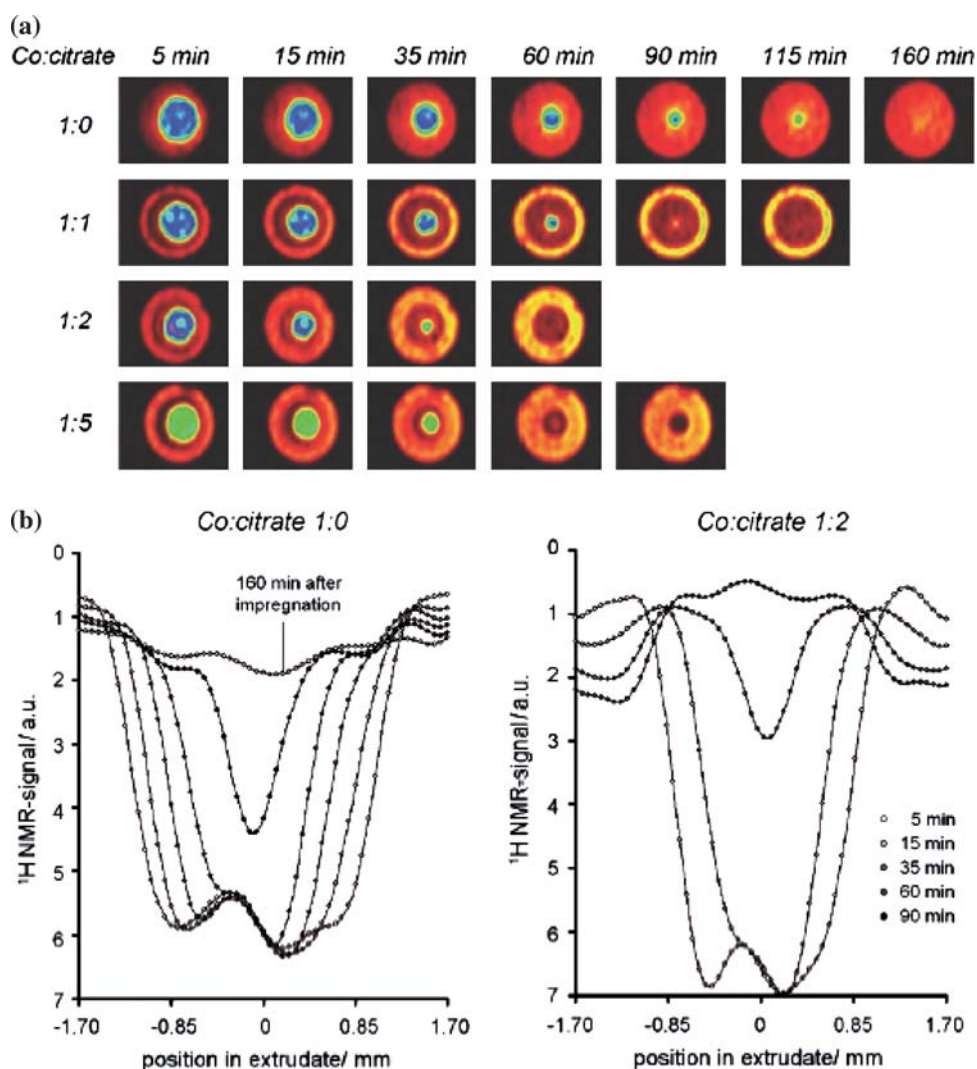 (a)
Co:citrate 5 min 15 min 35 min 60 min 90 min 115 min 160 min
1:0
1:1
1:2
1:5
(b)
Co:citrate 1:0
Co:citrate 1:2
0
1
2
3
4
5
6
7
¹H NMR-signal/ a.u.
160 min after
impregnation
-1.70 -0.85 0 0.85 1.70
position in extrudate/ mm
0
1
2
3
4
5
6
7
¹H NMR-signal/ a.u.
5 min
15 min
35 min
60 min
90 min
-1.70 -0.85 0 0.85 1.70
position in extrudate/ mm